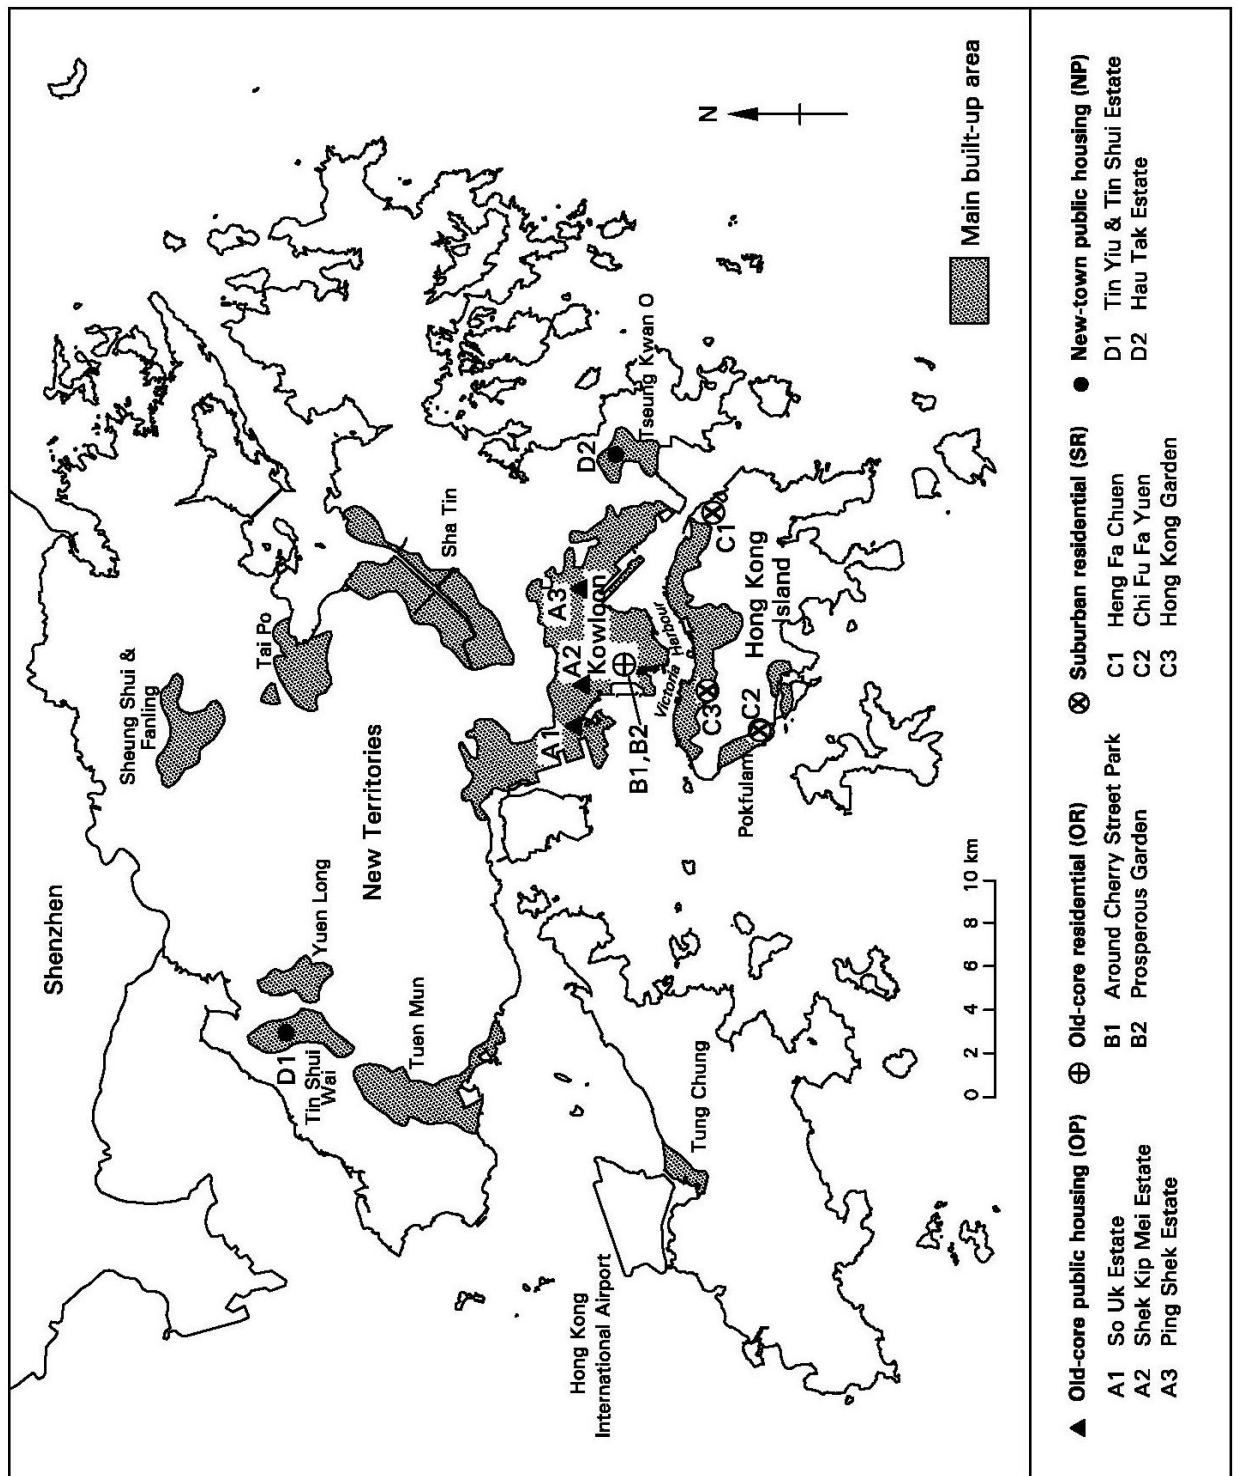 Shenzhen
Sheung Shui &
Fanling
Tai Po
Yuen Long
D1
Tin Shui
Wai
New Territories
Tuen Mun
Sha Tin
A1
A2
A3
Kowloon
D2
Tseung Kwan O
B1,B2
Victoria Harbour
C1
C3
C2
Hong Kong
Island
Pokfulam
Hong Kong
International Airport
Tung Chung
N
0 2 4 6 8 10 km
Main built-up area
Old-core public housing (OP)
A1 So Uk Estate
A2 Shek Kip Mei Estate
A3 Ping Shek Estate
Old-core residential (OR)
B1 Around Cherry Street Park
B2 Prosperous Garden
Suburban residential (SR)
C1 Heng Fa Chuen
C2 Chi Fu Fa Yuen
C3 Hong Kong Garden
New-town public housing (NP)
D1 Tin Yiu & Tin Shui Estate
D2 Hau Tak Estate